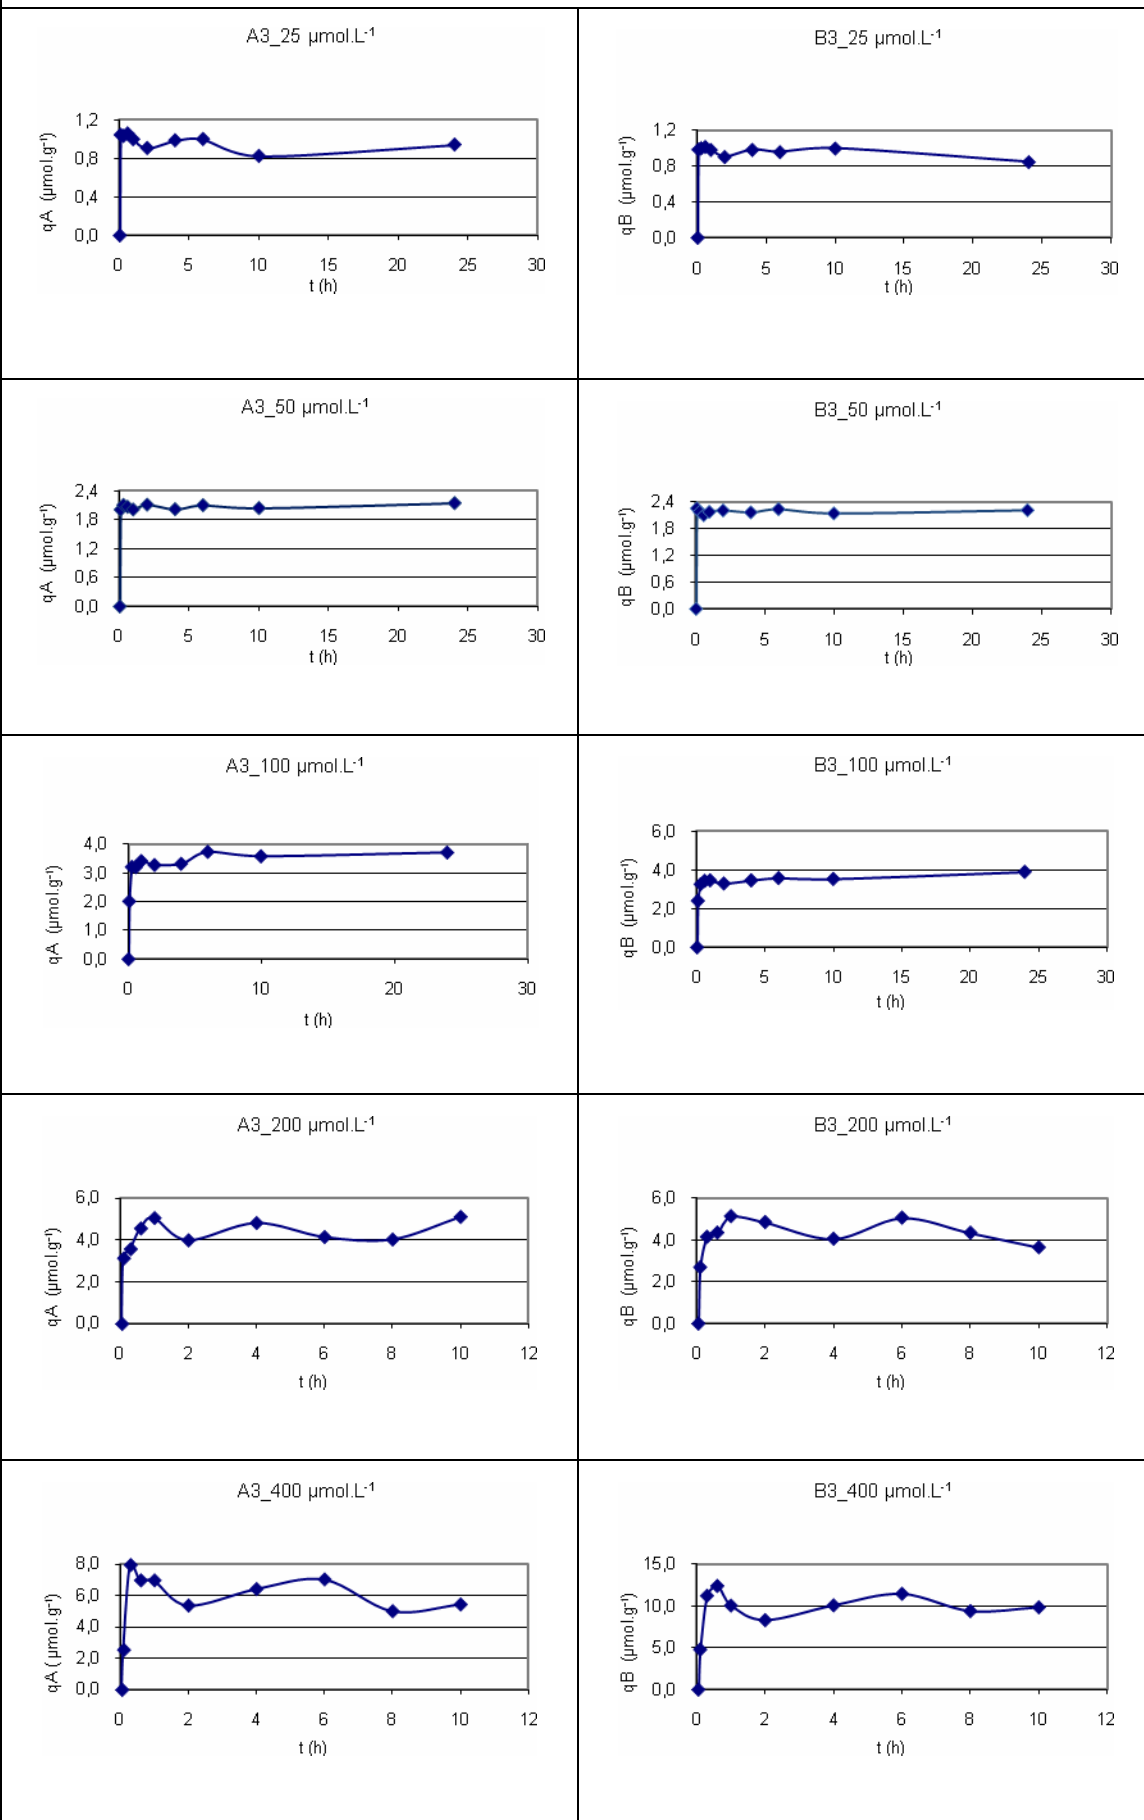 A3_25 µmol.L-1
qA (µmol.g-1)
1,2
0,8
0,4
0,0
0 5 10 15 20 25 30
t (h)
B3_25 µmol.L-1
qB (µmol.g-1)
1,2
0,8
0,4
0,0
0 5 10 15 20 25 30
t (h)
A3_50 µmol.L-1
qA (µmol.g-1)
2,4
1,8
1,2
0,6
0,0
0 5 10 15 20 25 30
t (h)
B3_50 µmol.L-1
qB (µmol.g-1)
2,4
1,8
1,2
0,6
0,0
0 5 10 15 20 25 30
t (h)
A3_100 µmol.L-1
qA (µmol.g-1)
4,0
3,0
2,0
1,0
0,0
0 10 20 30
t (h)
B3_100 µmol.L-1
qB (µmol.g-1)
6,0
4,0
2,0
0,0
0 5 10 15 20 25 30
t (h)
A3_200 µmol.L-1
qA (µmol.g-1)
6,0
4,0
2,0
0,0
0 2 4 6 8 10 12
t (h)
B3_200 µmol.L-1
qB (µmol.g-1)
6,0
4,0
2,0
0,0
0 2 4 6 8 10 12
t (h)
A3_400 µmol.L-1
qA ( µmol.g-1)
8,0
6,0
4,0
2,0
0,0
0 2 4 6 8 10 12
t (h)
B3_400 µmol.L-1
qB (µmol.g-1)
15,0
10,0
5,0
0,0
0 2 4 6 8 10 12
t (h)